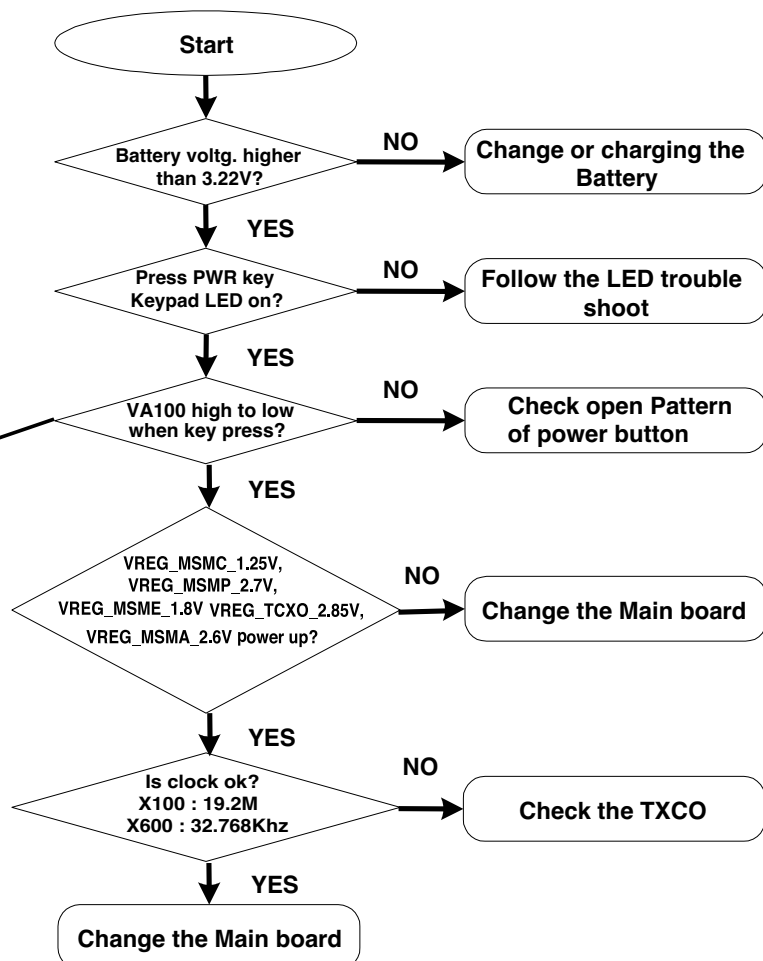 Start
Battery voltg. higher
than 3.22V?
NO
Change or charging the
Battery
YES
Press PWR key
Keypad LED on?
NO
Follow the LED trouble
shoot
YES
VA100 high to low
when key press?
NO
Check open Pattern
of power button
YES
VREG_MSMC_1.25V,
VREG_MSMP_2.7V,
VREG_MSME_1.8V VREG_TCXO_2.85V,
VREG_MSMA_2.6V power up?
NO
Change the Main board
YES
Is clock ok?
X100 : 19.2M
X600 : 32.768Khz
NO
Check the TXCO
YES
Change the Main board